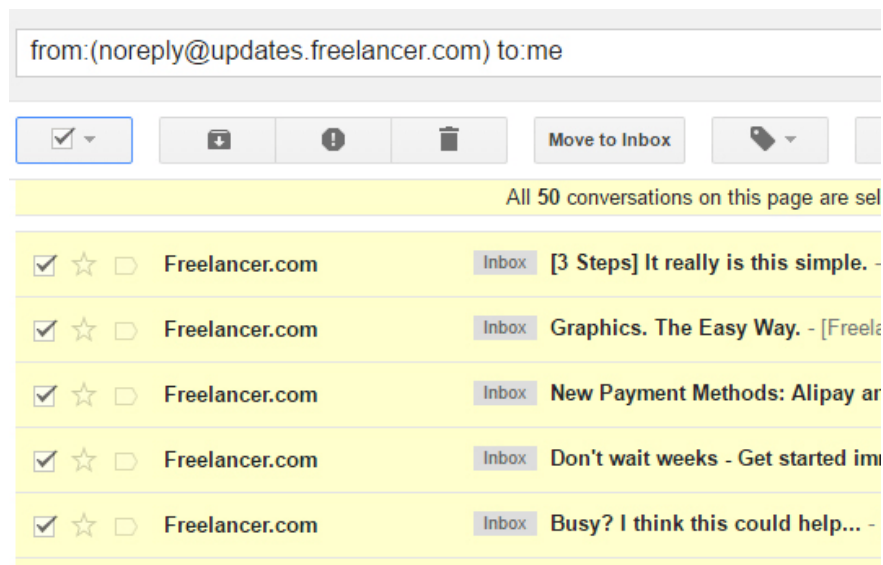 from:(noreply@updates.freelancer.com) to:me
Move to Inbox
All 50 conversations on this page are sel
Freelancer.com Inbox [3 Steps] It really is this simple. -
Freelancer.com Inbox Graphics. The Easy Way. - [Freela
Freelancer.com Inbox New Payment Methods: Alipay an
Freelancer.com Inbox Don't wait weeks - Get started im
Freelancer.com Inbox Busy? I think this could help... -